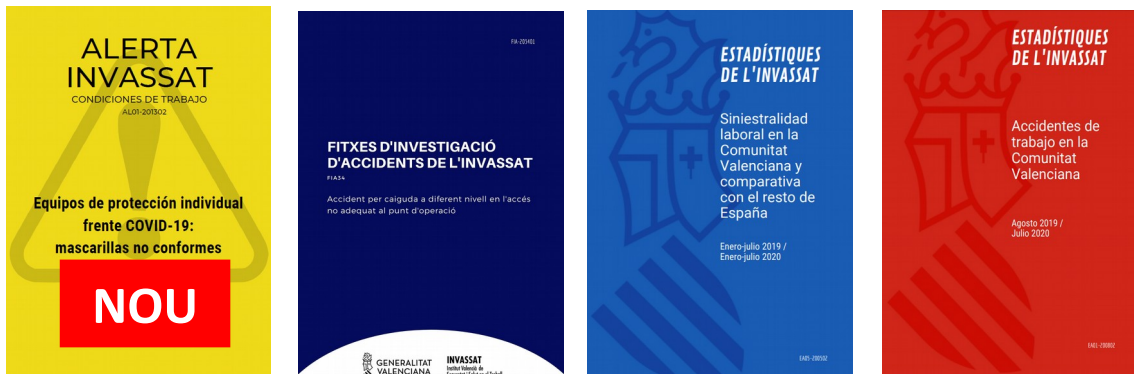 ALERTA
INVASSAT
CONDICIONES DE TRABAJO
AL01-201302
Equipos de protección individual
frente COVID-19:
mascarillas no conformes
NOU
FIA-205401
FITXES D'INVESTIGACIÓ
D'ACCIDENTS DE L'INVASSAT
FIA34
Accident per caiguda a diferent nivell en l'accés
no adequat al punt d'operació
GENERALITAT
VALENCIANA
INVASSAT
Institut Valencià de
ESTADÍSTIQUES
DE L'INVASSAT
Siniestralidad
laboral en la
Comunitat
Valenciana y
comparativa
con el resto de
España
Enero-julio 2019 /
Enero-julio 2020
EA05-200502
ESTADÍSTIQUES
DE L'INVASSAT
Accidentes de
trabajo en la
Comunitat
Valenciana
Agosto 2019 /
Julio 2020
EA01-200802